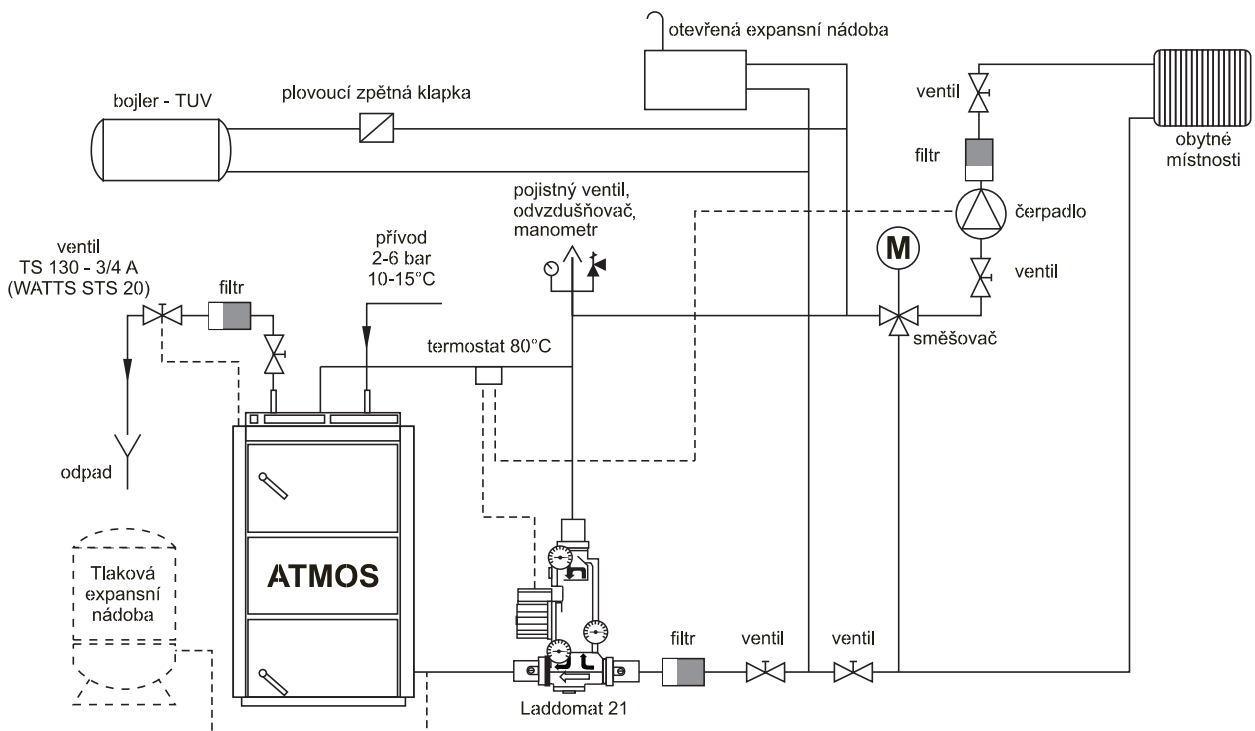 otevřená expansní nádoba
bojler - TUV
plovoucí zpětná klapka
ventil
filtr
obytné
místnosti
pojistný ventil,
odvzdušňovač,
manometr
čerpadlo
ventil
TS 130 - 3/4 A
(WATTS STS 20)
filtr
přívod
2-6 bar
10-15°C
M
ventil
směšovač
termostat 80°C
odpad
Tlaková
expansní
nádoba
ATMOS
filtr
ventil
ventil
Laddomat 21